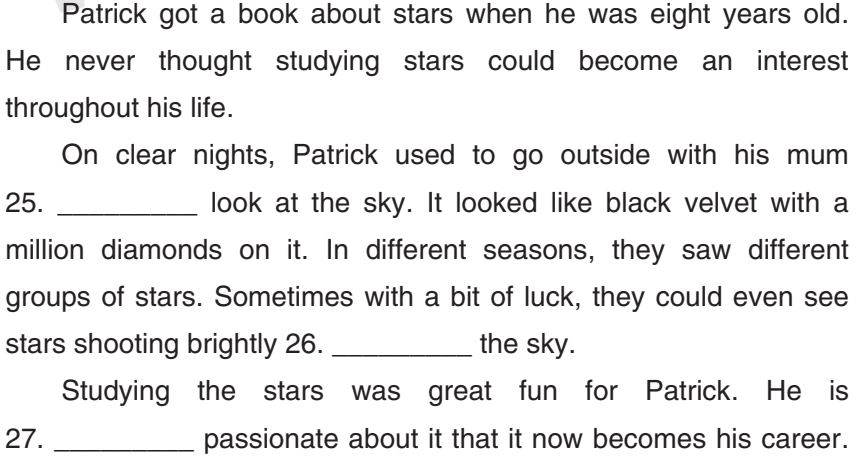 Patrick got a book about stars when he was eight years old.
He never thought studying stars could become an interest
throughout his life.
On clear nights, Patrick used to go outside with his mum
25. _________ look at the sky. It looked like black velvet with a
million diamonds on it. In different seasons, they saw different
groups of stars. Sometimes with a bit of luck, they could even see
stars shooting brightly 26. _________ the sky.
Studying the stars was great fun for Patrick. He is
27. _________ passionate about it that it now becomes his career.